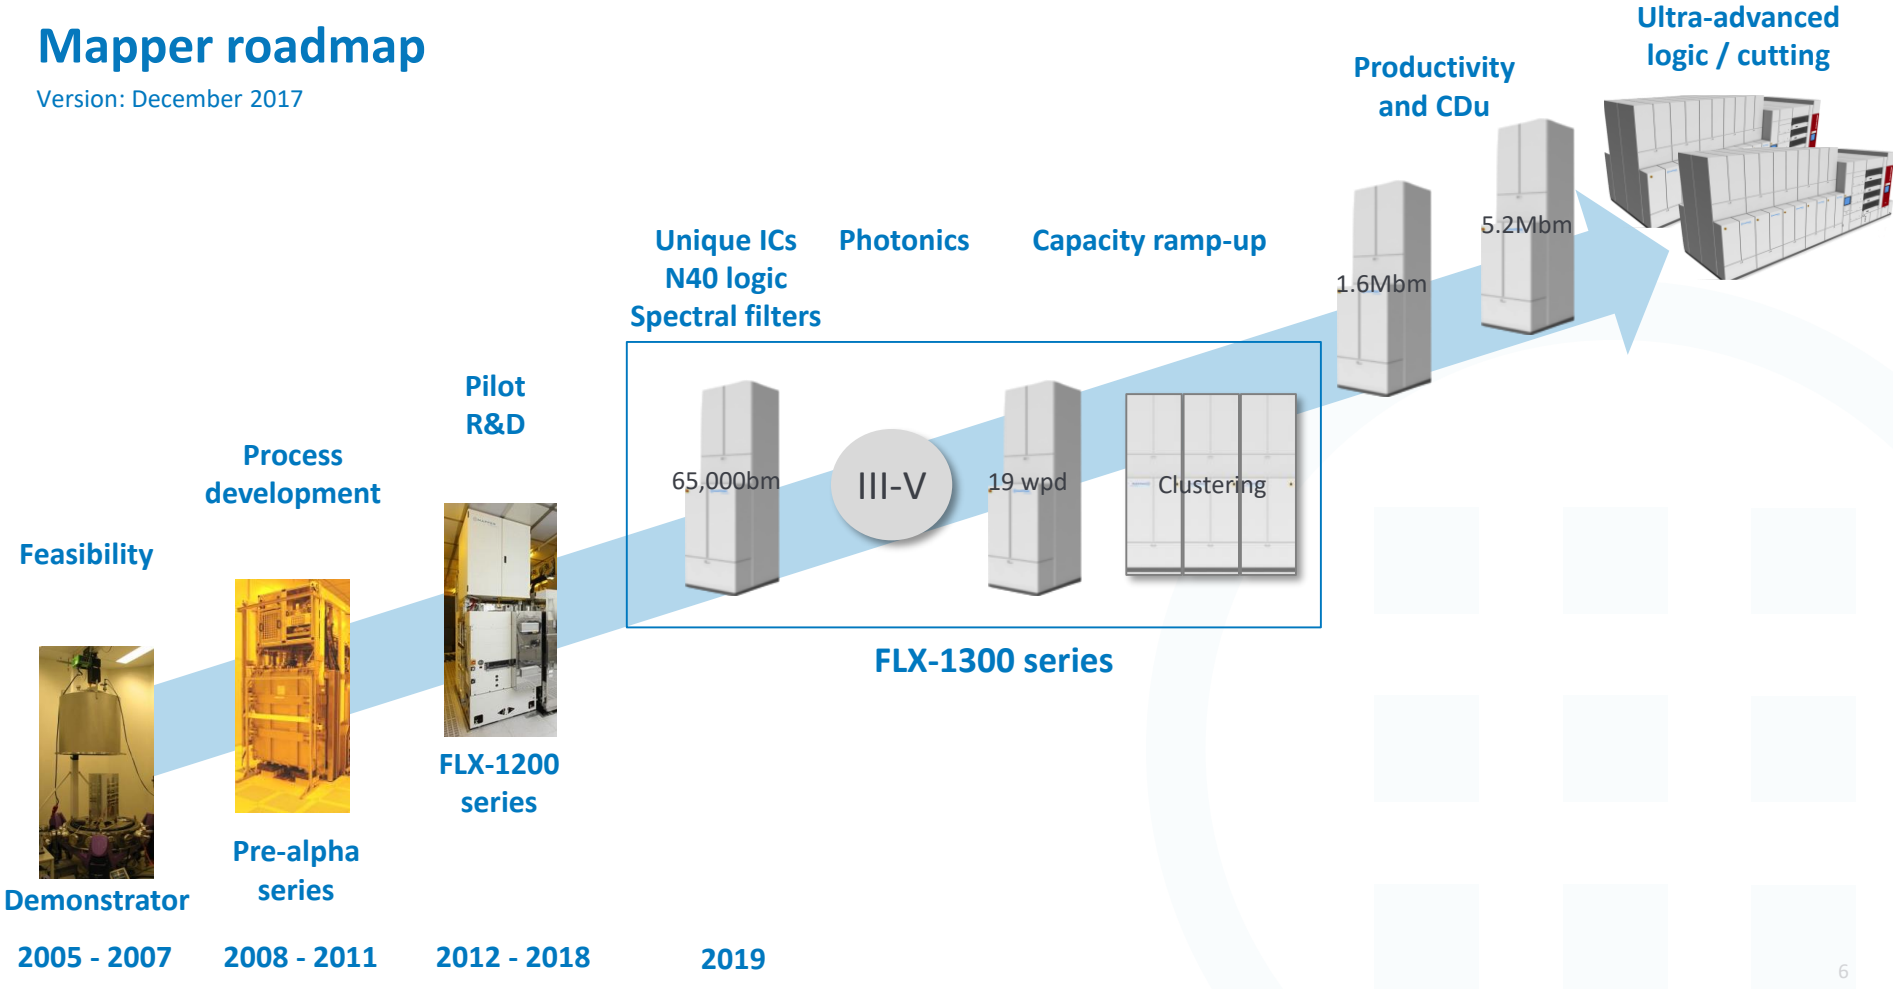 Mapper roadmap
Version: December 2017
Ultra-advanced
logic / cutting
Productivity
and CDu
5.2Mbm
1.6Mbm
Unique ICs
N40 logic
Spectral filters
Photonics
Capacity ramp-up
65,000bm
III-V
19 wpd
Clustering
FLX-1300 series
Pilot
R&D
FLX-1200
series
Process
development
Pre-alpha
series
Feasibility
Demonstrator
2005 - 2007
2008 - 2011
2012 - 2018
2019
6